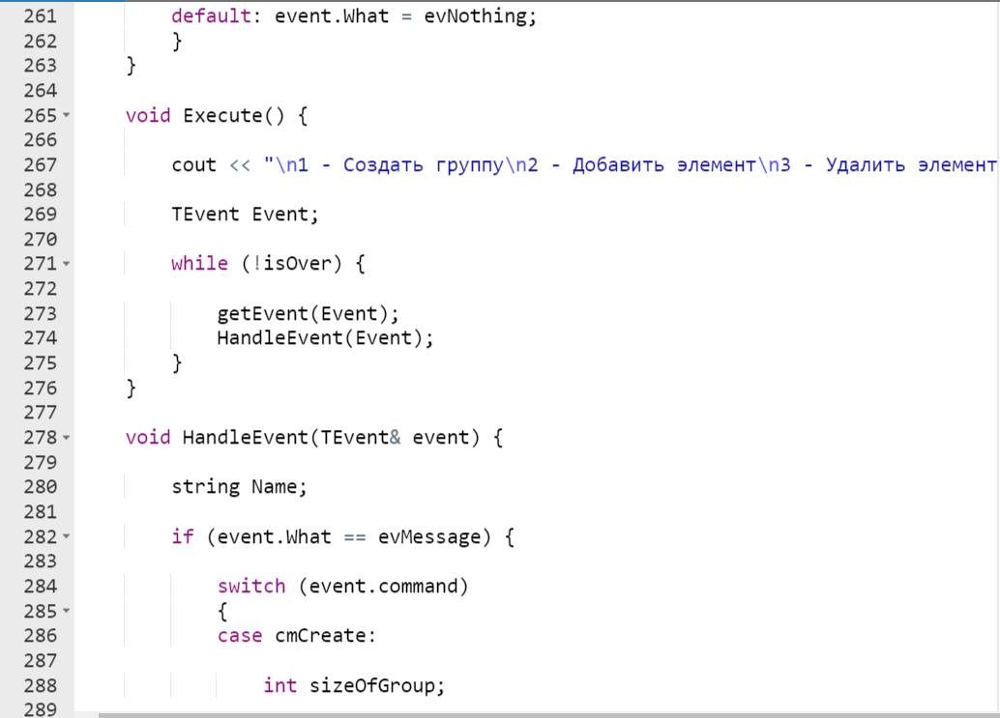 261 default: event.What = evNothing;
262 }
263 }
264
265 void Execute() {
266
267 cout << "\n1 - Создать группу\n2 - Добавить элемент\n3 - Удалить элемент
268
269 TEvent Event;
270
271 while (!isOver) {
272
273 getEvent(Event);
274 HandleEvent(Event);
275 }
276 }
277
278 void HandleEvent(TEvent& event) {
279
280 string Name;
281
282 if (event.What == evMessage) {
283
284 switch (event.command)
285 {
286 case cmCreate:
287
288 int sizeOfGroup;
289